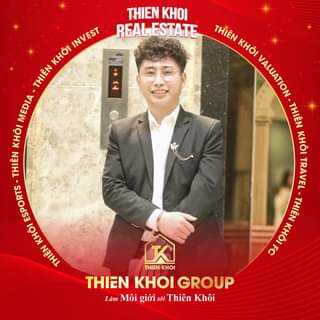 THIEN KHOI
REAL ESTATE
THIÊN KHÔI ESPORTS - THIÊN KHÔI MEDIA - THIÊN KHÔI INVEST
THIÊN KHÔI VALUATION - THIÊN KHÔI TRAVEL - THIÊN KHÔI FC
THIEN KHOI
THIEN KHOI GROUP
Làm Môi giới tới Thiên Khôi